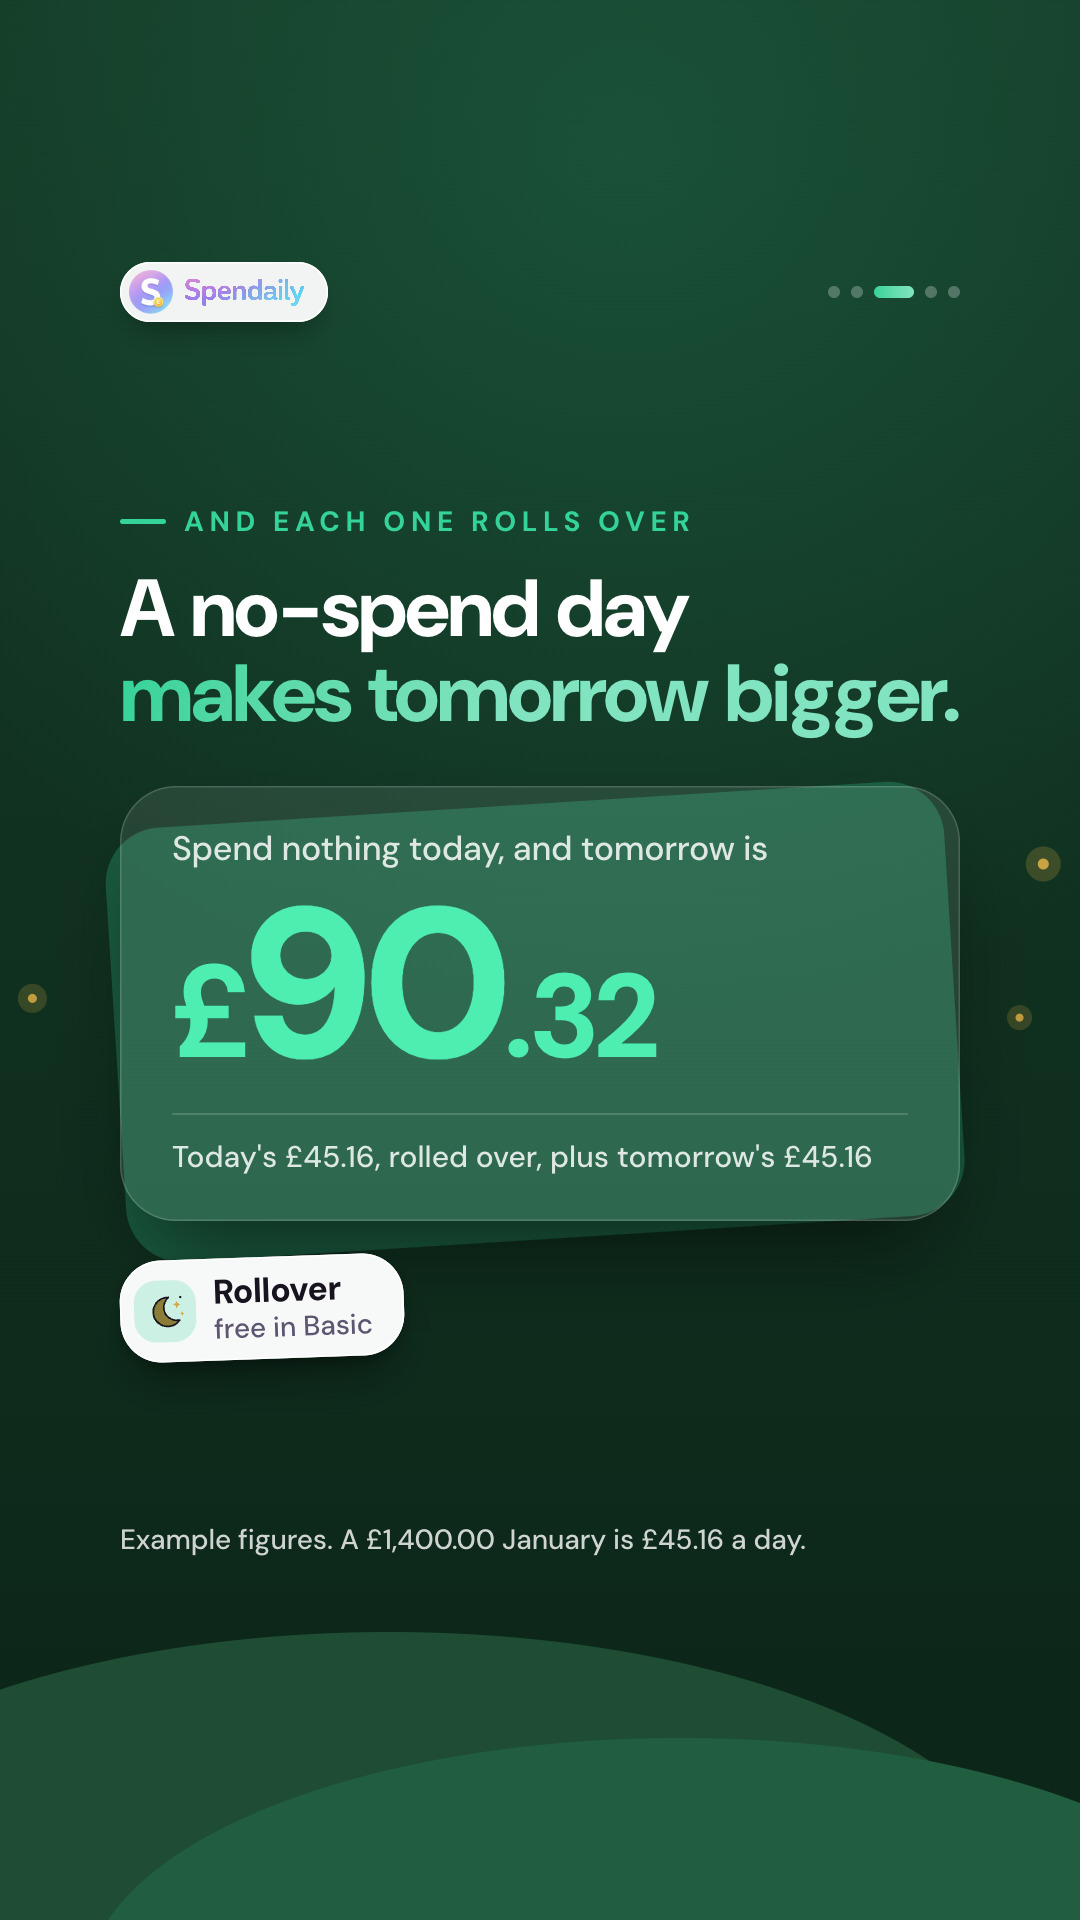 Spendaily
AND EACH ONE ROLLS OVER
A no-spend day
makes tomorrow bigger.
Spend nothing today, and tomorrow is
£90.32
Today's £45.16, rolled over, plus tomorrow's £45.16
Rollover
free in Basic
Example figures. A £1,400.00 January is £45.16 a day.